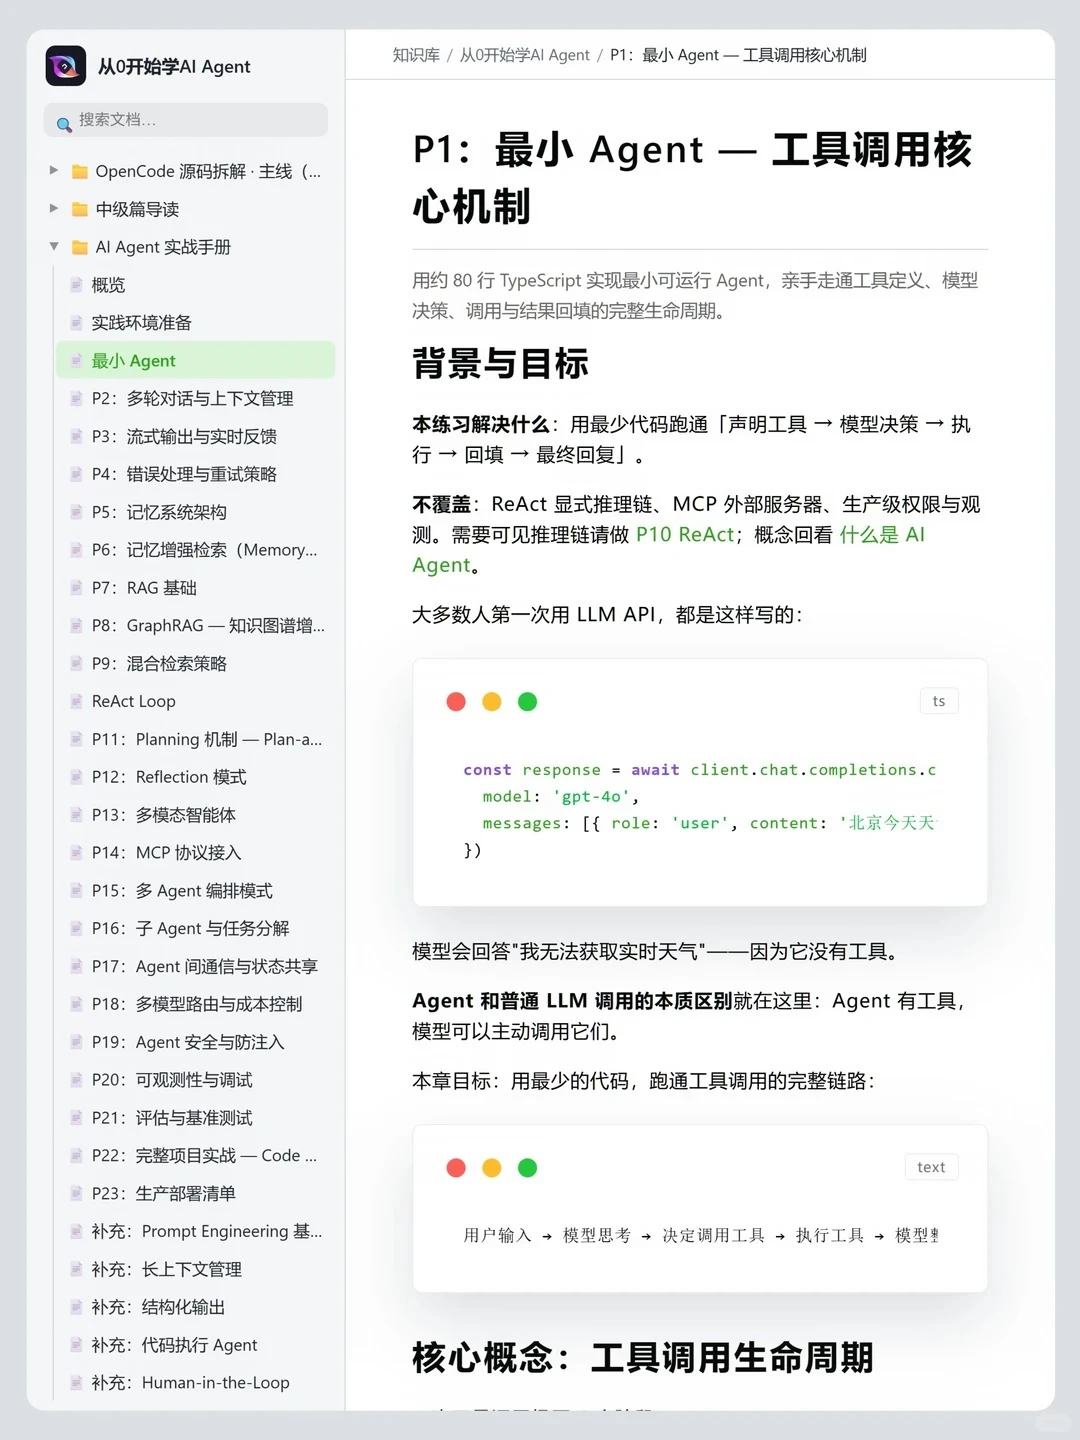 从0开始学AI Agent
搜索文档...
OpenCode 源码拆解 · 主线（...
中级篇导读
AI Agent 实战手册
概览
实践环境准备
最小 Agent
P2：多轮对话与上下文管理
P3：流式输出与实时反馈
P4：错误处理与重试策略
P5：记忆系统架构
P6：记忆增强检索（Memory...
P7：RAG 基础
P8：GraphRAG — 知识图谱增...
P9：混合检索策略
ReAct Loop
P11：Planning 机制 — Plan-a...
P12：Reflection 模式
P13：多模态智能体
P14：MCP 协议接入
P15：多 Agent 编排模式
P16：子 Agent 与任务分解
P17：Agent 间通信与状态共享
P18：多模型路由与成本控制
P19：Agent 安全与防注入
P20：可观测性与调试
P21：评估与基准测试
P22：完整项目实战 — Code ...
P23：生产部署清单
补充：Prompt Engineering 基...
补充：长上下文管理
补充：结构化输出
补充：代码执行 Agent
补充：Human-in-the-Loop
知识库 / 从0开始学AI Agent / P1：最小 Agent — 工具调用核心机制
P1：最小 Agent — 工具调用核
心机制
用约 80 行 TypeScript 实现最小可运行 Agent，亲手走通工具定义、模型
决策、调用与结果回填的完整生命周期。
背景与目标
本练习解决什么：用最少代码跑通「声明工具 → 模型决策 → 执
行 → 回填 → 最终回复」。
不覆盖：ReAct 显式推理链、MCP 外部服务器、生产级权限与观
测。需要可见推理链请做 P10 ReAct；概念回看 什么是 AI
Agent。
大多数人第一次用 LLM API，都是这样写的：
ts
const response = await client.chat.completions.c
model: 'gpt-4o',
messages: [{ role: 'user', content: '北京今天天
})
模型会回答"我无法获取实时天气"——因为它没有工具。
Agent 和普通 LLM 调用的本质区别就在这里：Agent 有工具，
模型可以主动调用它们。
本章目标：用最少的代码，跑通工具调用的完整链路：
text
用户输入 → 模型思考 → 决定调用工具 → 执行工具 → 模型
核心概念：工具调用生命周期